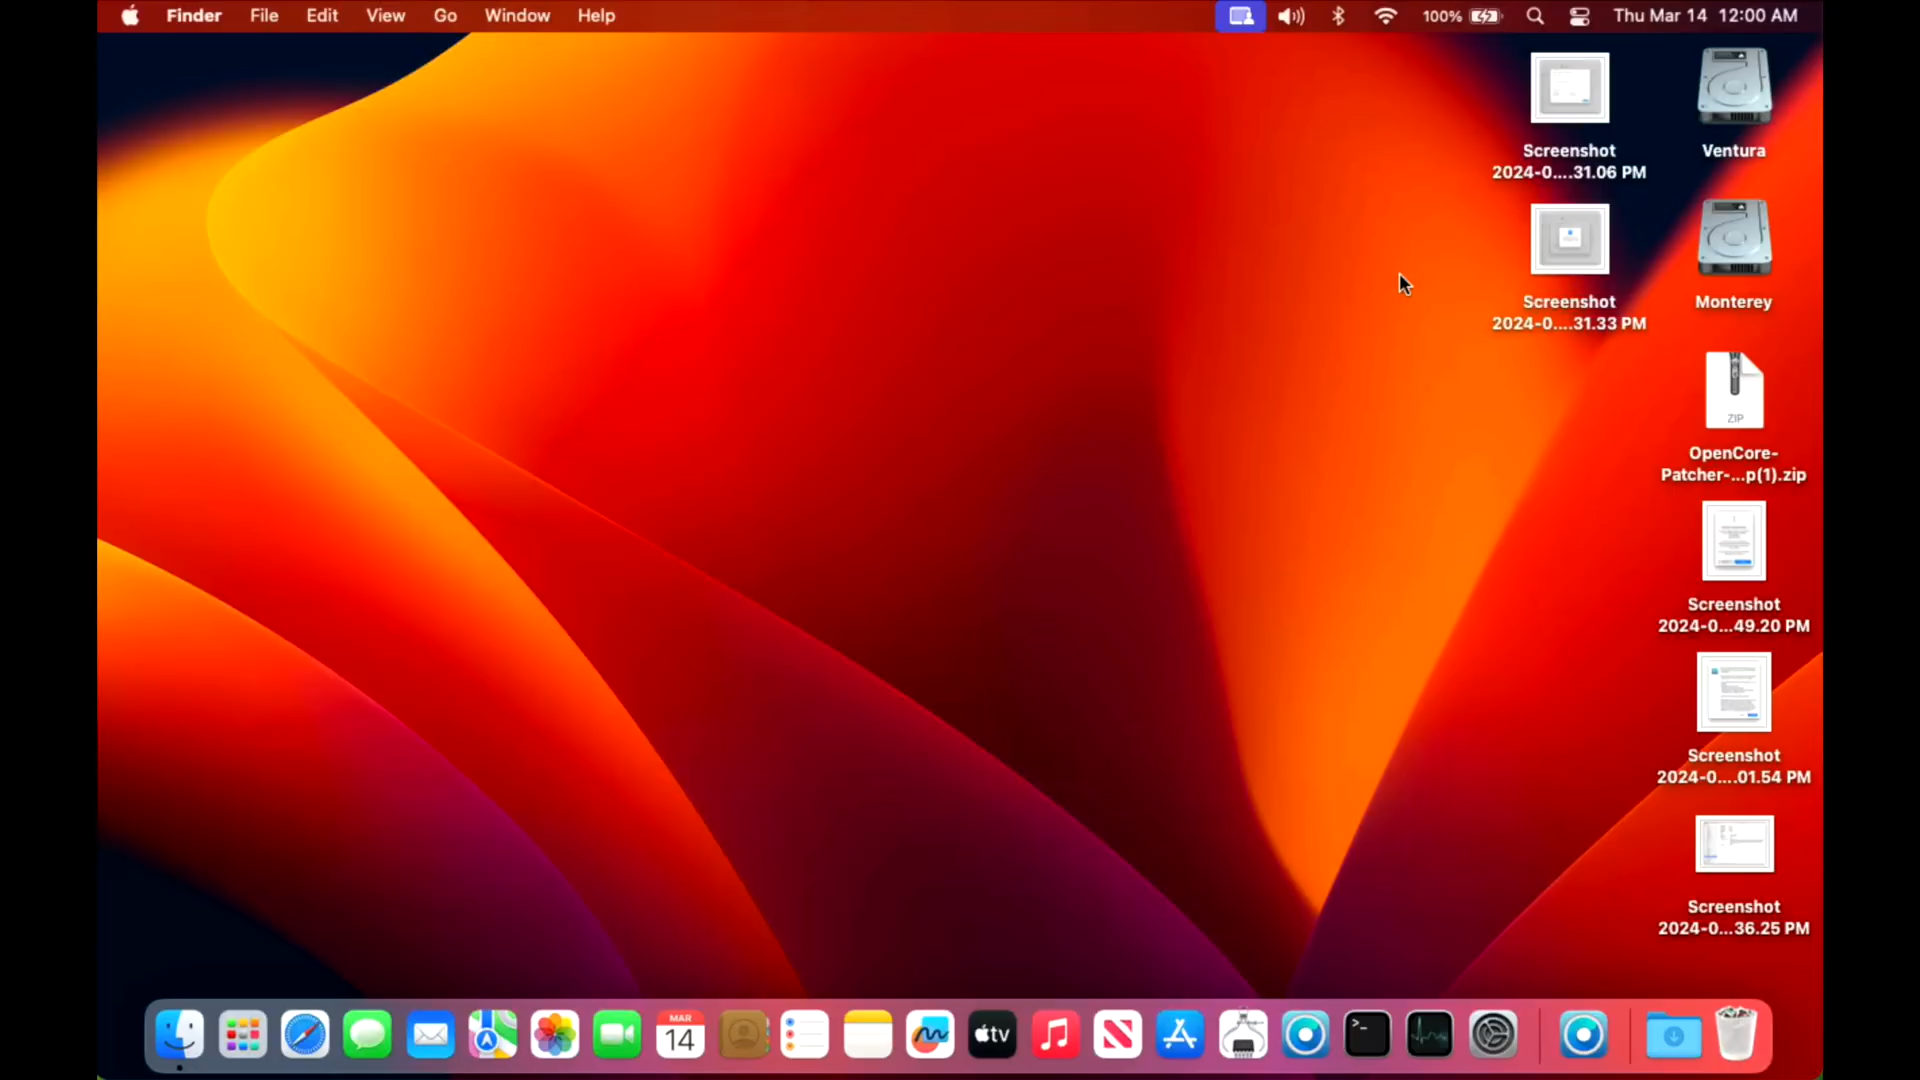 Finder File Edit View Go Window Help 100% Thu Mar 14 12:00 AM
Screenshot
2024-0....31.06 PM
Ventura
Screenshot
2024-0....31.33 PM
Monterey
ZIP
OpenCore-
Patcher-...p(1).zip
Screenshot
2024-0...49.20 PM
Screenshot
2024-0....01.54 PM
Screenshot
2024-0...36.25 PM
MAR
14
tv
>_